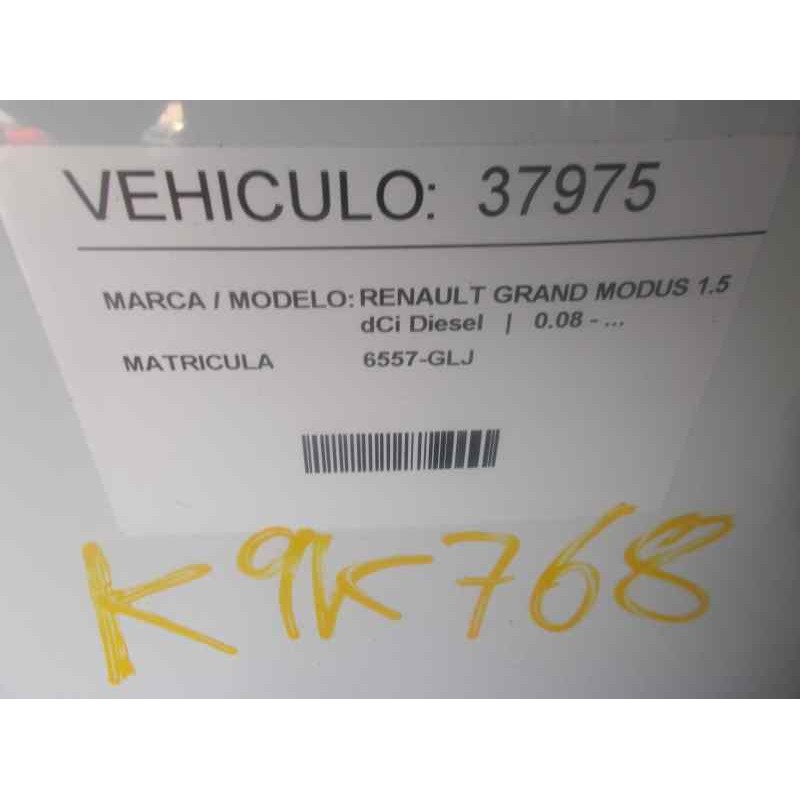 VEHICULO: 37975
MARCA / MODELO: RENAULT GRAND MODUS 1.5
dCi Diesel | 0.08 - ...
MATRICULA 6557-GLJ
K9K768